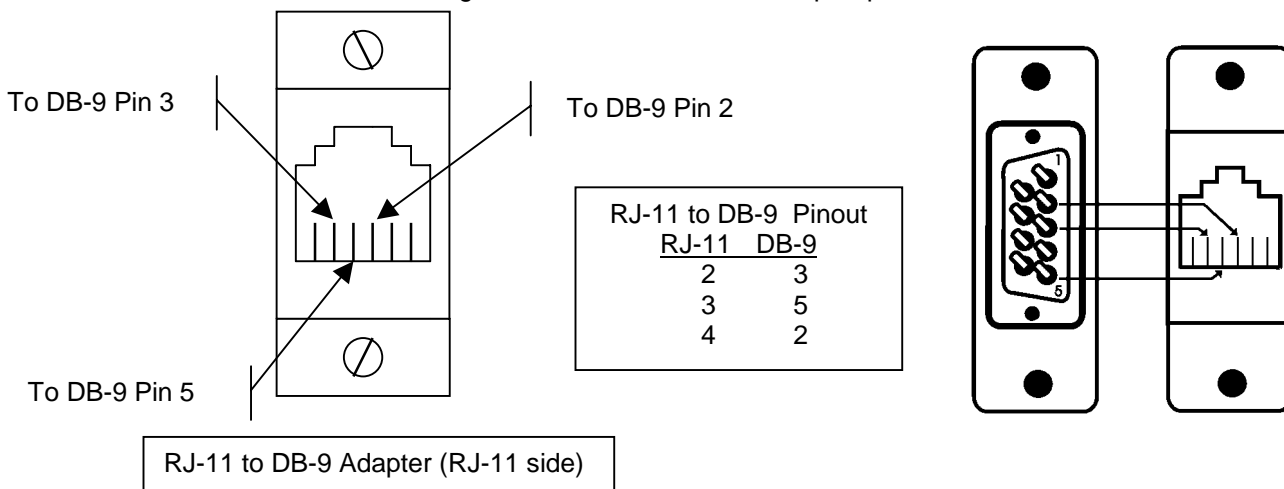 To DB-9 Pin 3
To DB-9 Pin 2
RJ-11 to DB-9 Pinout
RJ-11 DB-9
2 3
3 5
4 2
1
5
To DB-9 Pin 5
RJ-11 to DB-9 Adapter (RJ-11 side)